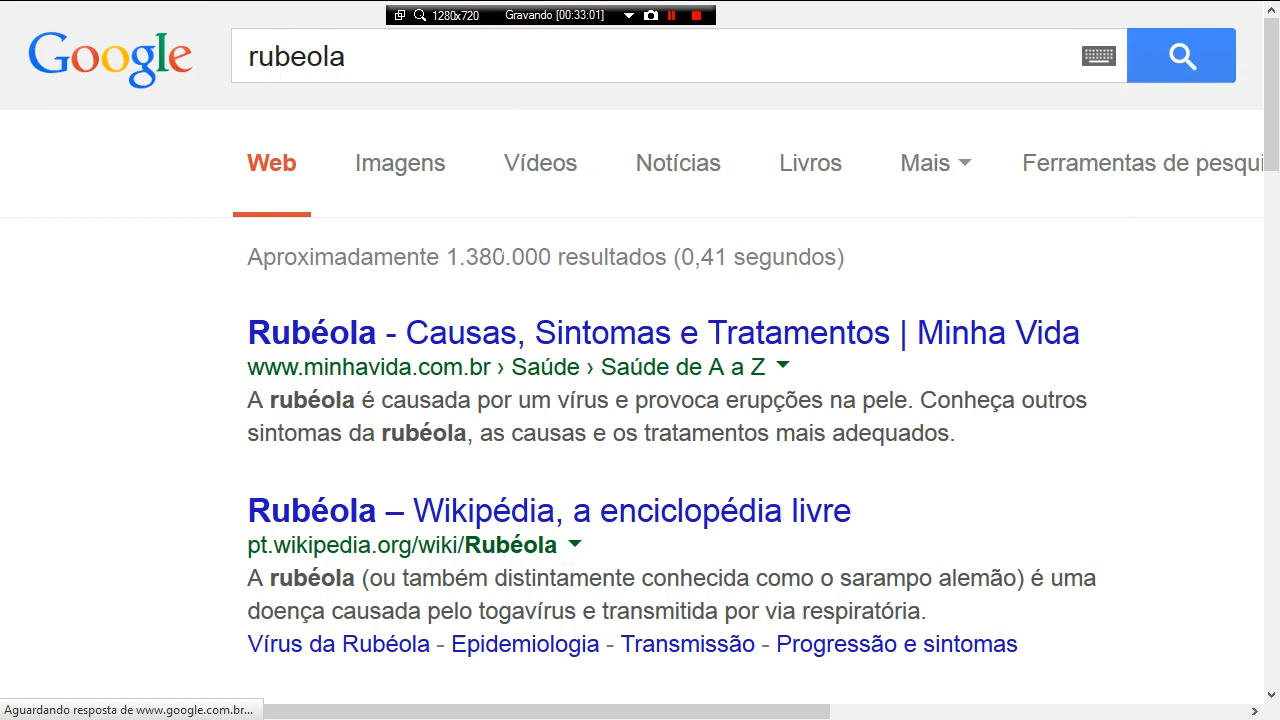 1280x720 Gravando [00:33:01]
Google rubeola
Web Imagens Vídeos Notícias Livros Mais Ferramentas de pesqui
Aproximadamente 1.380.000 resultados (0,41 segundos)
Rubéola - Causas, Sintomas e Tratamentos | Minha Vida
www.minhavida.com.br › Saúde › Saúde de A a Z
A rubéola é causada por um vírus e provoca erupções na pele. Conheça outros
sintomas da rubéola, as causas e os tratamentos mais adequados.
Rubéola – Wikipédia, a enciclopédia livre
pt.wikipedia.org/wiki/Rubéola
A rubéola (ou também distintamente conhecida como o sarampo alemão) é uma
doença causada pelo togavírus e transmitida por via respiratória.
Vírus da Rubéola - Epidemiologia - Transmissão - Progressão e sintomas
Aguardando resposta de www.google.com.br...